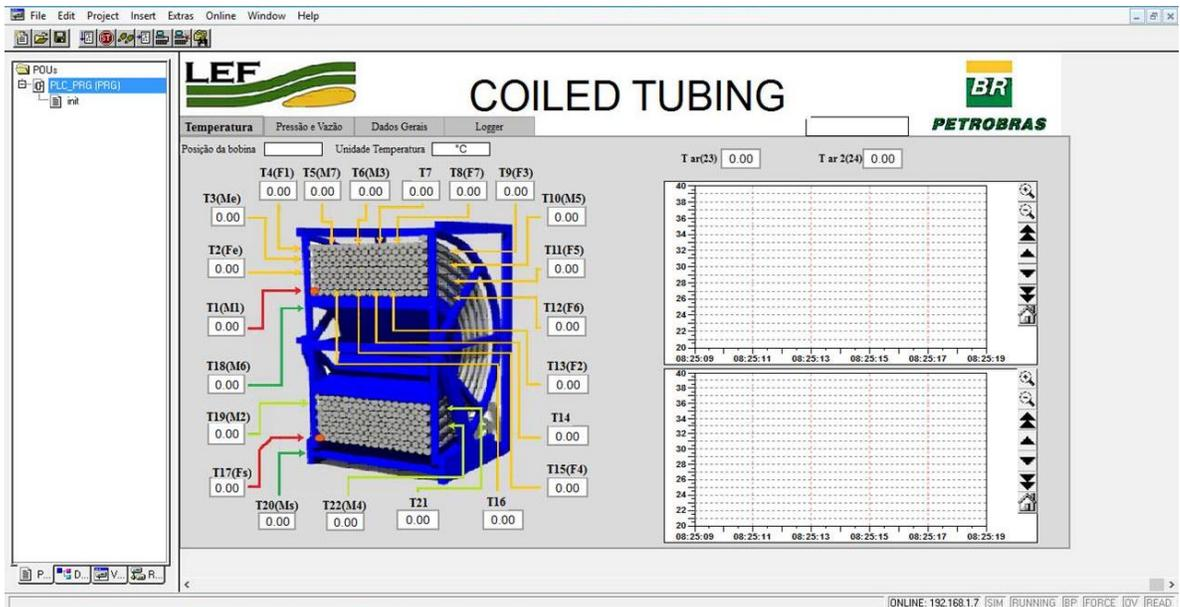 File Edit Project Insert Extras Online Window Help
POUs
PLC_PRG (PRG)
init
LEF
COILED TUBING
BR
PETROBRAS
Temperatura Pressão e Vazão Dados Gerais Logger
Posição da bobina Unidade Temperatura °C
T ar(23) 0.00 T ar 2(24) 0.00
T4(F1) T5(M7) T6(M3) T7 T8(F7) T9(F3)
0.00 0.00 0.00 0.00 0.00 0.00
T3(Me) T10(M5)
0.00 0.00
T2(Fe) T11(F5)
0.00 0.00
T1(M1) T12(F6)
0.00 0.00
T18(M6) T13(F2)
0.00 0.00
T19(M2) T14
0.00 0.00
T17(Fs) T15(F4)
0.00 0.00
T20(Ms) T22(M4) T21 T16
0.00 0.00 0.00 0.00
40
38
36
34
32
30
28
26
24
22
20
08:25:09 08:25:11 08:25:13 08:25:15 08:25:17 08:25:19
40
38
36
34
32
30
28
26
24
22
20
08:25:09 08:25:11 08:25:13 08:25:15 08:25:17 08:25:19
P... D... V... R...
ONLINE: 192.168.1.7 SIM RUNNING BP FORCE OV READ